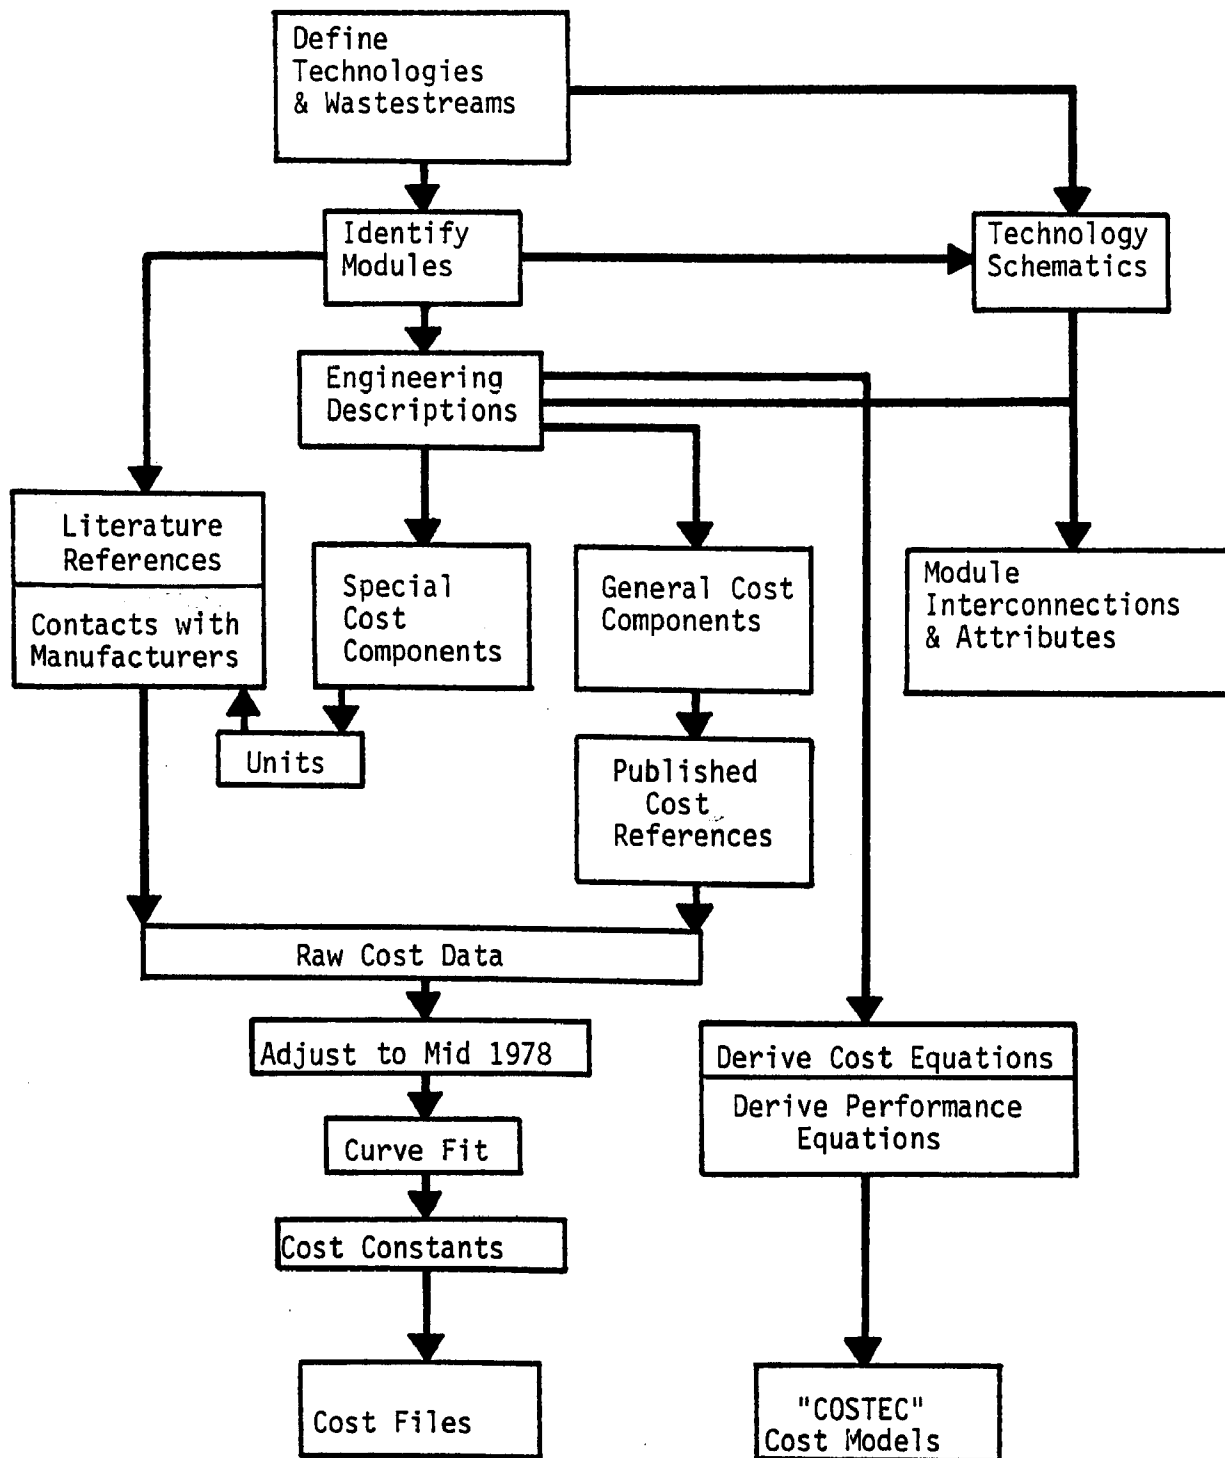 Define
Technologies
& Wastestreams
Identify
Modules
Technology
Schematics
Engineering
Descriptions
Literature
References
Contacts with
Manufacturers
Special
Cost
Components
General Cost
Components
Module
Interconnections
& Attributes
Units
Published
Cost
References
Raw Cost Data
Adjust to Mid 1978
Derive Cost Equations
Derive Performance
Equations
Curve Fit
Cost Constants
Cost Files
"COSTEC"
Cost Models